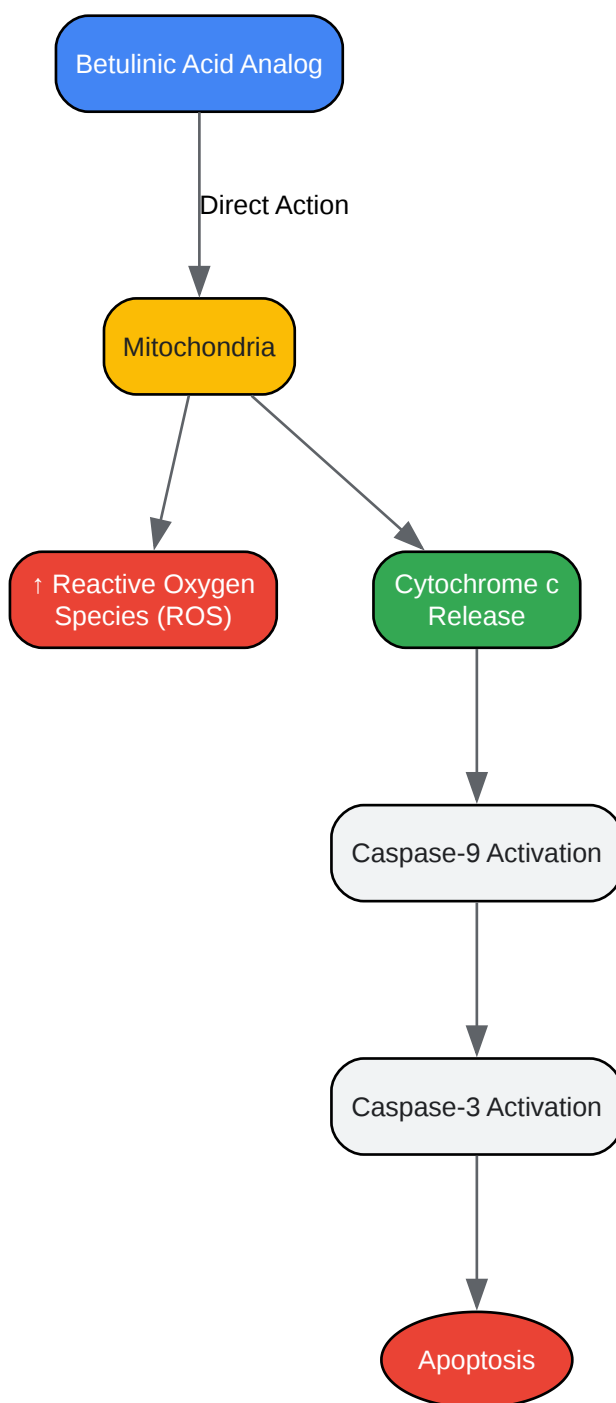 Betulinic Acid Analog
Direct Action
Mitochondria
↑ Reactive Oxygen
Species (ROS)
Cytochrome c
Release
Caspase-9 Activation
Caspase-3 Activation
Apoptosis